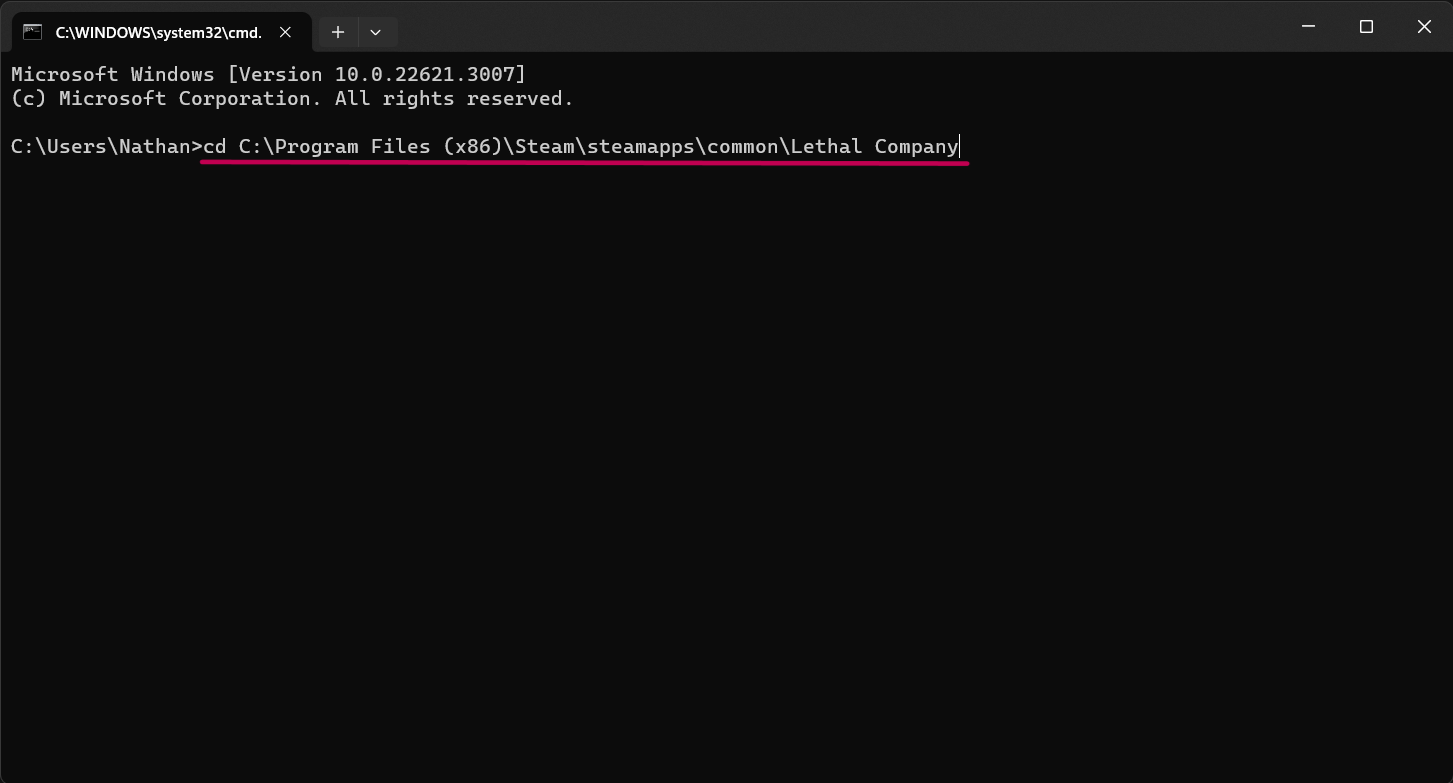 C:\WINDOWS\system32\cmd.
Microsoft Windows [Version 10.0.22621.3007]
(c) Microsoft Corporation. All rights reserved.
C:\Users\Nathan>cd C:\Program Files (x86)\Steam\steamapps\common\Lethal Company